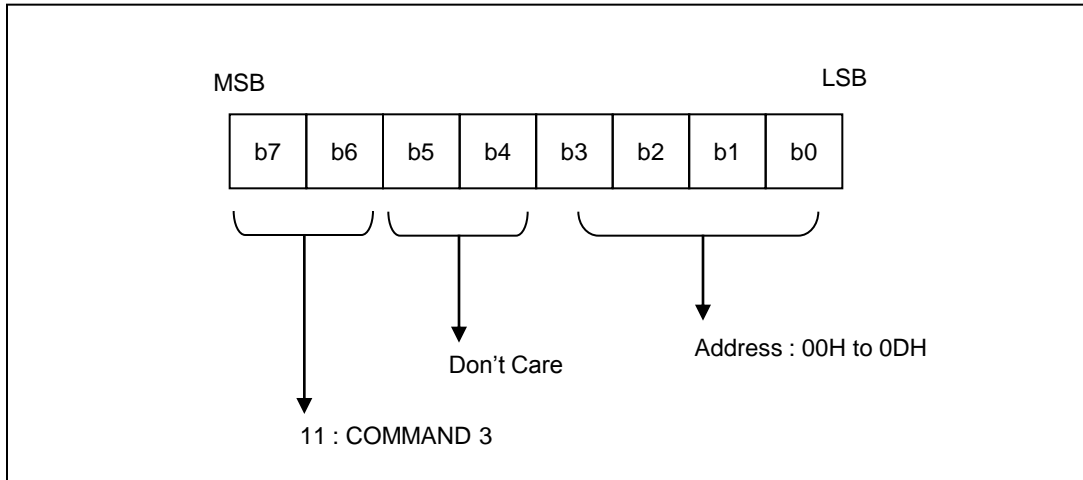 MSB
LSB
b7 b6 b5 b4 b3 b2 b1 b0
Don’t Care
Address : 00H to 0DH
11 : COMMAND 3